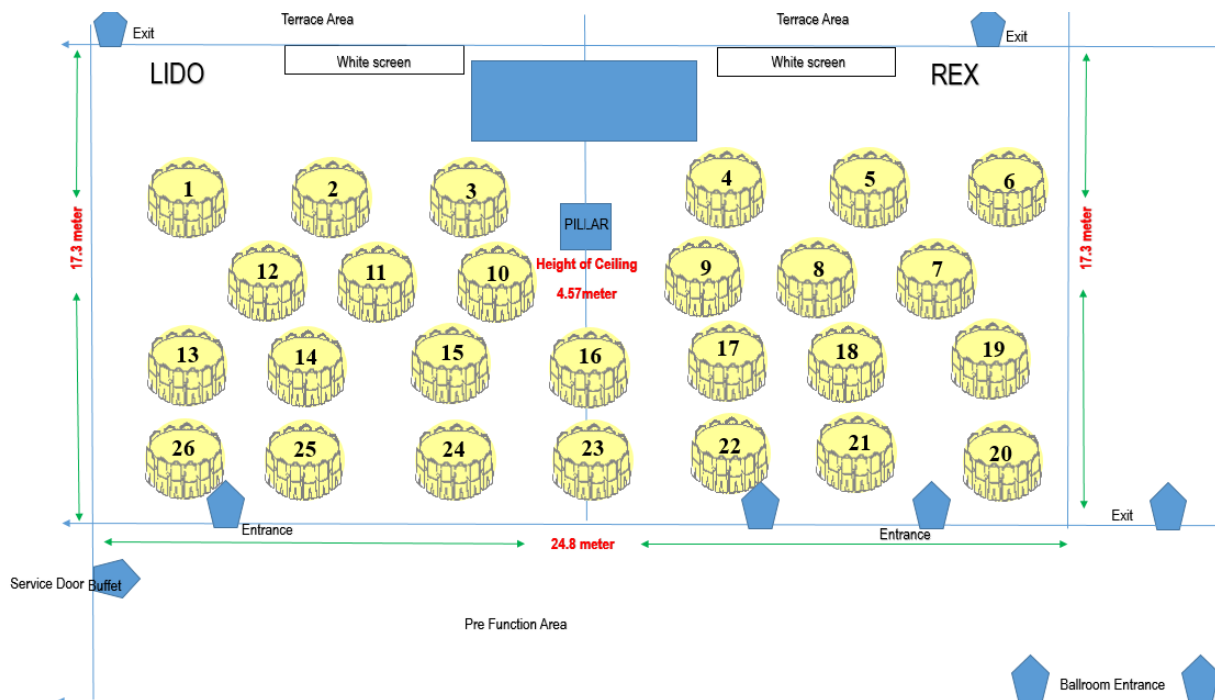 Terrace Area
Terrace Area
Exit
Exit
White screen
White screen
LIDO
REX
1
2
3
4
5
6
17.3 meter
17.3 meter
PILLAR
Height of Ceiling
4.57meter
12
11
10
9
8
7
13
14
15
16
17
18
19
26
25
24
23
22
21
20
Exit
Entrance
Entrance
24.8 meter
Service Door Buffet
Pre Function Area
Ballroom Entrance